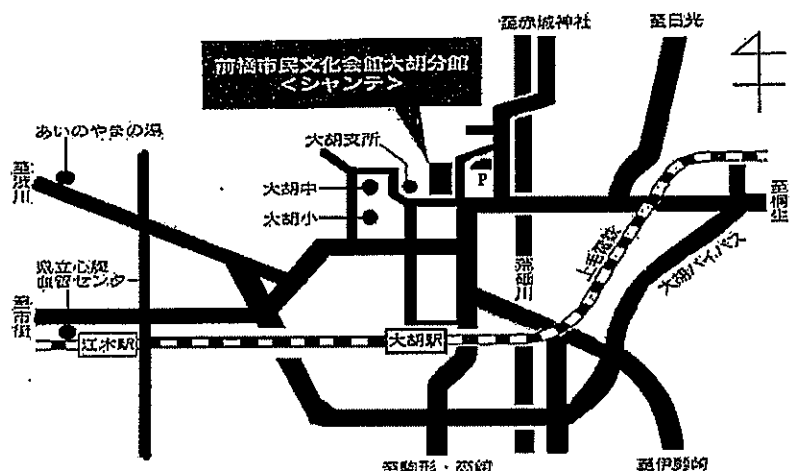 至赤城神社
至日光
前橋市民文化会館大胡分館
<シャンテ>
あいのやまの湯
大胡支所
至渋川
大胡中
P
大胡小
至桐生
上毛電鉄
大胡バイパス
荒砥川
県立心臓
血管センター
至市街
江木駅
大胡駅
至伊勢崎